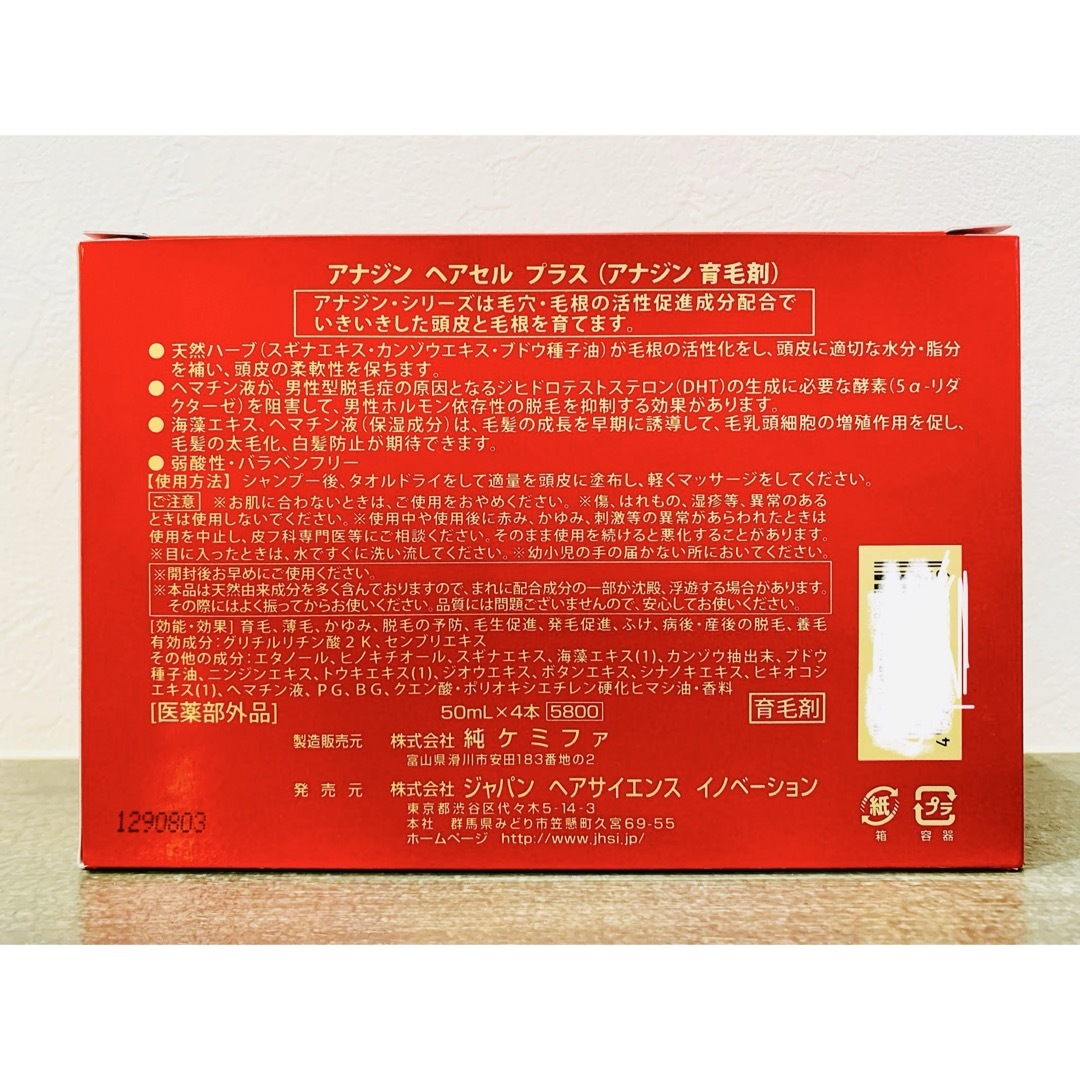 アナジン ヘアセル プラス（アナジン 育毛剤）
アナジン・シリーズは毛穴・毛根の活性促進成分配合で
いきいきした頭皮と毛根を育てます。
● 天然ハーブ（スギナエキス・カンゾウエキス・ブドウ種子油）が毛根の活性化をし、頭皮に適切な水分・脂分
を補い、頭皮の柔軟性を保ちます。
● ヘマチン液が、男性型脱毛症の原因となるジヒドロテストステロン（DHT）の生成に必要な酵素（5α-リダ
クターゼ）を阻害して、男性ホルモン依存性の脱毛を抑制する効果があります。
● 海藻エキス、ヘマチン液（保湿成分）は、毛髪の成長を早期に誘導して、毛乳頭細胞の増殖作用を促し、
毛髪の太毛化、白髪防止が期待できます。
● 弱酸性・パラベンフリー
【使用方法】 シャンプー後、タオルドライをして適量を頭皮に塗布し、軽くマッサージをしてください。
ご注意 ※お肌に合わないときは、ご使用をおやめください。※傷、はれもの、湿疹等、異常のある
ときは使用しないでください。※使用中や使用後に赤み、かゆみ、刺激等の異常があらわれたときは
使用を中止し、皮フ科専門医等にご相談ください。そのまま使用を続けると悪化することがあります。
※目に入ったときは、水ですぐに洗い流してください。※幼小児の手の届かない所においてください。
※開封後お早めにご使用ください。
※本品は天然由来成分を多く含んでおりますので、まれに配合成分の一部が沈殿、浮遊する場合があります。
その際にはよく振ってからお使いください。品質には問題ございませんので、安心してお使いください。
[効能・効果] 育毛、薄毛、かゆみ、脱毛の予防、毛生促進、発毛促進、ふけ、病後・産後の脱毛、養毛
有効成分：グリチルリチン酸２Ｋ、センブリエキス
その他の成分：エタノール、ヒノキチオール、スギナエキス、海藻エキス(1)、カンゾウ抽出末、ブドウ
種子油、ニンジンエキス、トウキエキス(1)、ジオウエキス、ボタンエキス、シナノキエキス、ヒキオコシ
エキス(1)、ヘマチン液、ＰＧ、ＢＧ、クエン酸・ポリオキシエチレン硬化ヒマシ油・香料
[医薬部外品] 50mL×4本 5800 育毛剤
製造販売元 株式会社 純ケミファ
富山県滑川市安田183番地の2
発売元 株式会社 ジャパン ヘアサイエンス イノベーション
東京都渋谷区代々木5-14-3
本社 群馬県みどり市笠懸町久宮69-55
ホームページ http://www.jhsi.jp/
1290803
4
紙 プラ
箱 容器